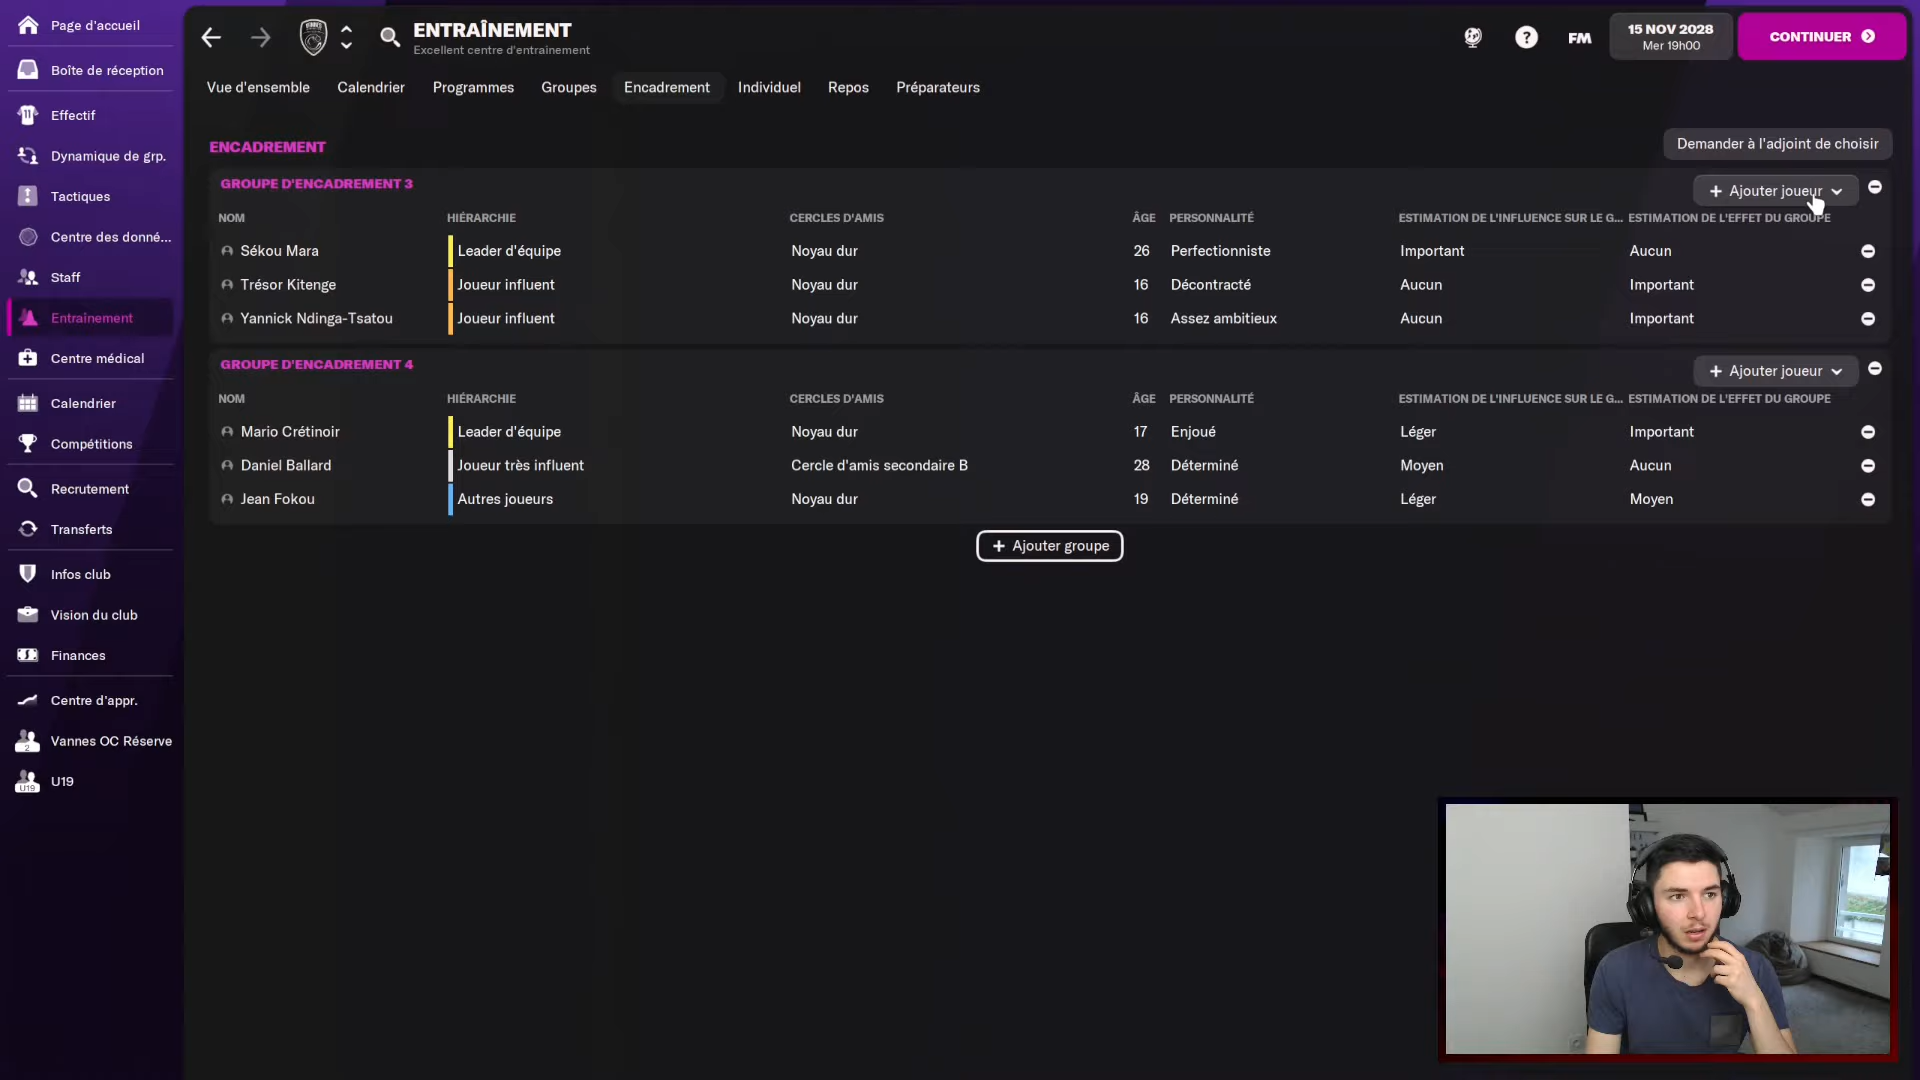 Page d'accueil
Boîte de réception
Effectif
Dynamique de grp.
Tactiques
Centre des donné...
Staff
Entraînement
Centre médical
Calendrier
Compétitions
Recrutement
Transferts
Infos club
Vision du club
Finances
Centre d'appr.
2 Vannes OC Réserve
U19 U19
ENTRAÎNEMENT
Excellent centre d'entrainement
? FM
15 NOV 2028
Mer 19h00
CONTINUER
Vue d'ensemble Calendrier Programmes Groupes Encadrement Individuel Repos Préparateurs
ENCADREMENT
Demander à l'adjoint de choisir
GROUPE D'ENCADREMENT 3
+ Ajouter joueur
NOM HIÉRARCHIE CERCLES D'AMIS ÂGE PERSONNALITÉ ESTIMATION DE L'INFLUENCE SUR LE G... ESTIMATION DE L'EFFET DU GROUPE
Sékou Mara Leader d'équipe Noyau dur 26 Perfectionniste Important Aucun
Trésor Kitenge Joueur influent Noyau dur 16 Décontracté Aucun Important
Yannick Ndinga-Tsatou Joueur influent Noyau dur 16 Assez ambitieux Aucun Important
GROUPE D'ENCADREMENT 4
+ Ajouter joueur
NOM HIÉRARCHIE CERCLES D'AMIS ÂGE PERSONNALITÉ ESTIMATION DE L'INFLUENCE SUR LE G... ESTIMATION DE L'EFFET DU GROUPE
Mario Crétinoir Leader d'équipe Noyau dur 17 Enjoué Léger Important
Daniel Ballard Joueur très influent Cercle d'amis secondaire B 28 Déterminé Moyen Aucun
Jean Fokou Autres joueurs Noyau dur 19 Déterminé Léger Moyen
+ Ajouter groupe